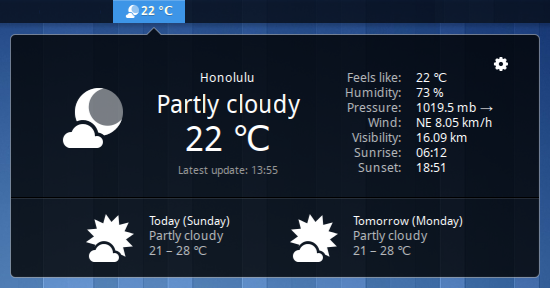 22 °C
Honolulu
Partly cloudy
22 °C
Latest update: 13:55
Feels like: 22 °C
Humidity: 73 %
Pressure: 1019.5 mb →
Wind: NE 8.05 km/h
Visibility: 16.09 km
Sunrise: 06:12
Sunset: 18:51
Today (Sunday)
Partly cloudy
21 – 28 °C
Tomorrow (Monday)
Partly cloudy
21 – 28 °C